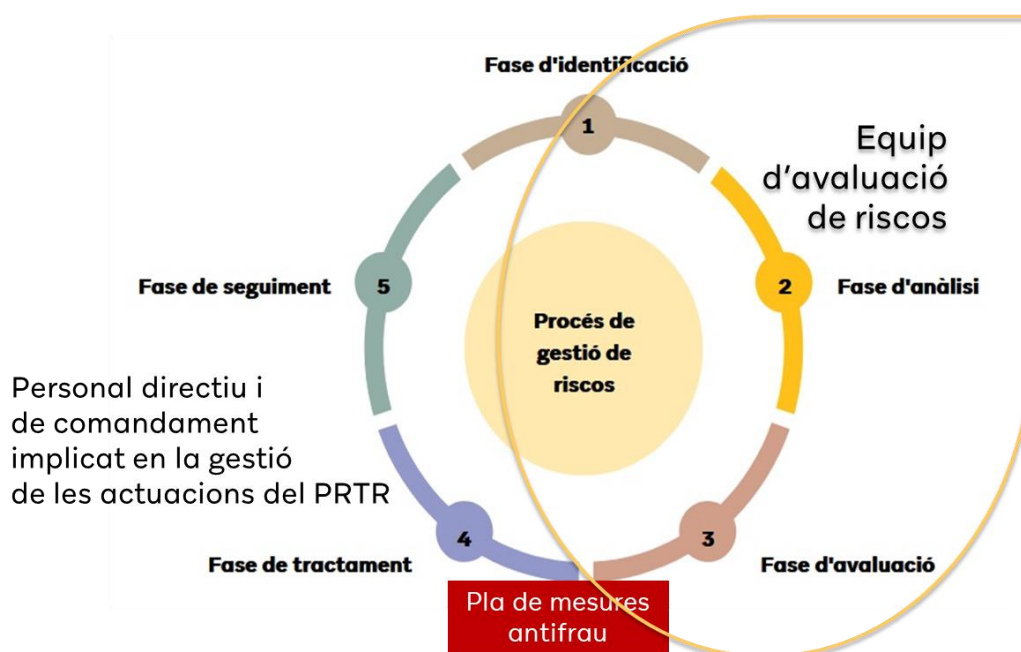 Fase d'identificació
1
Equip
d’avaluació
de riscos
2
Fase d'anàlisi
3
Fase d'avaluació
Pla de mesures
antifrau
4
Fase de tractament
Personal directiu i
de comandament
implicat en la gestió
de les actuacions del PRTR
5
Fase de seguiment
Procés de
gestió de
riscos